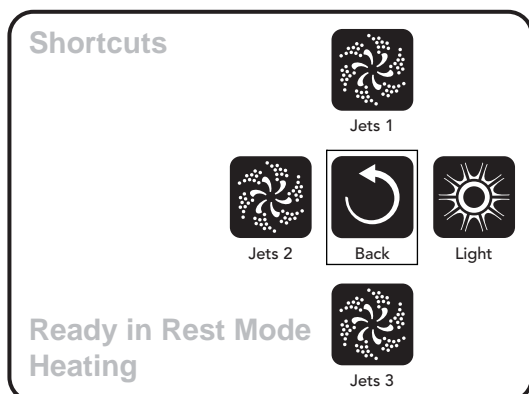 Shortcuts
Jets 1
Jets 2
Back
Light
Ready in Rest Mode
Heating
Jets 3